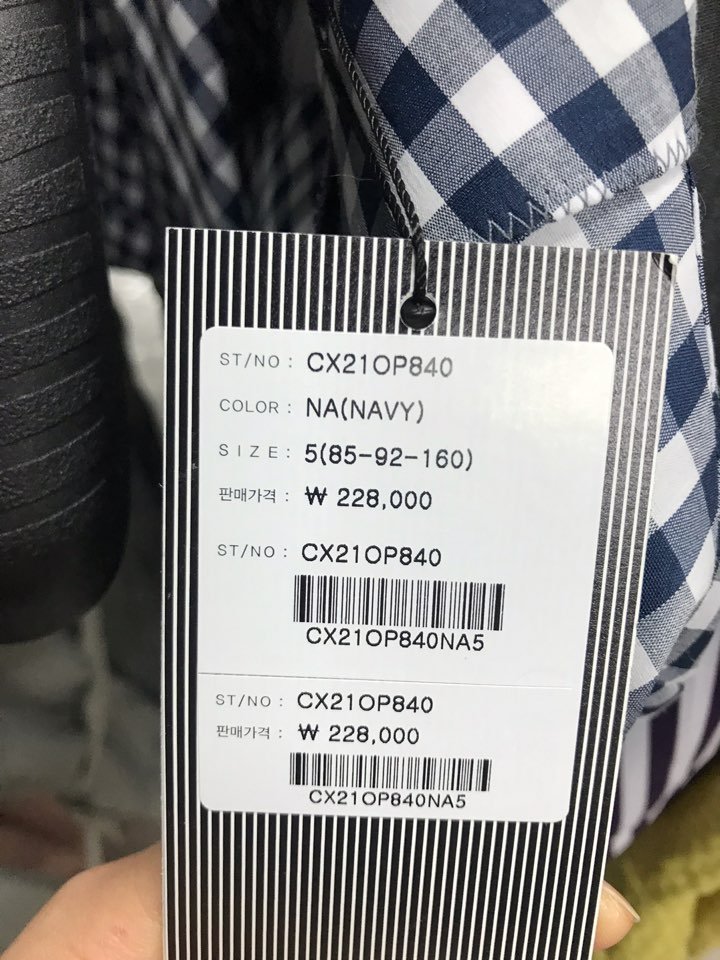 ST/NO : CX21OP840
COLOR : NA(NAVY)
SIZE : 5(85-92-160)
판매가격 : ₩ 228,000
ST/NO : CX21OP840
CX21OP840NA5
ST/NO : CX21OP840
판매가격 : ₩ 228,000
CX21OP840NA5